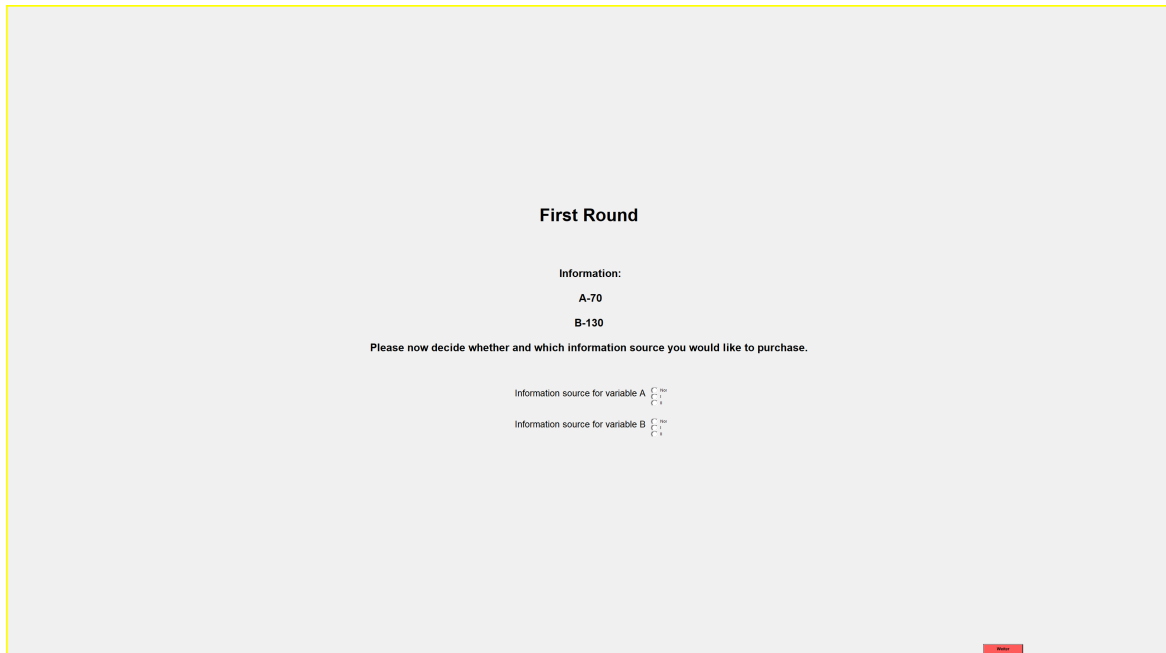 First Round
Information:
A-70
B-130
Please now decide whether and which information source you would like to purchase.
Information source for variable A
Information source for variable B
Weiter